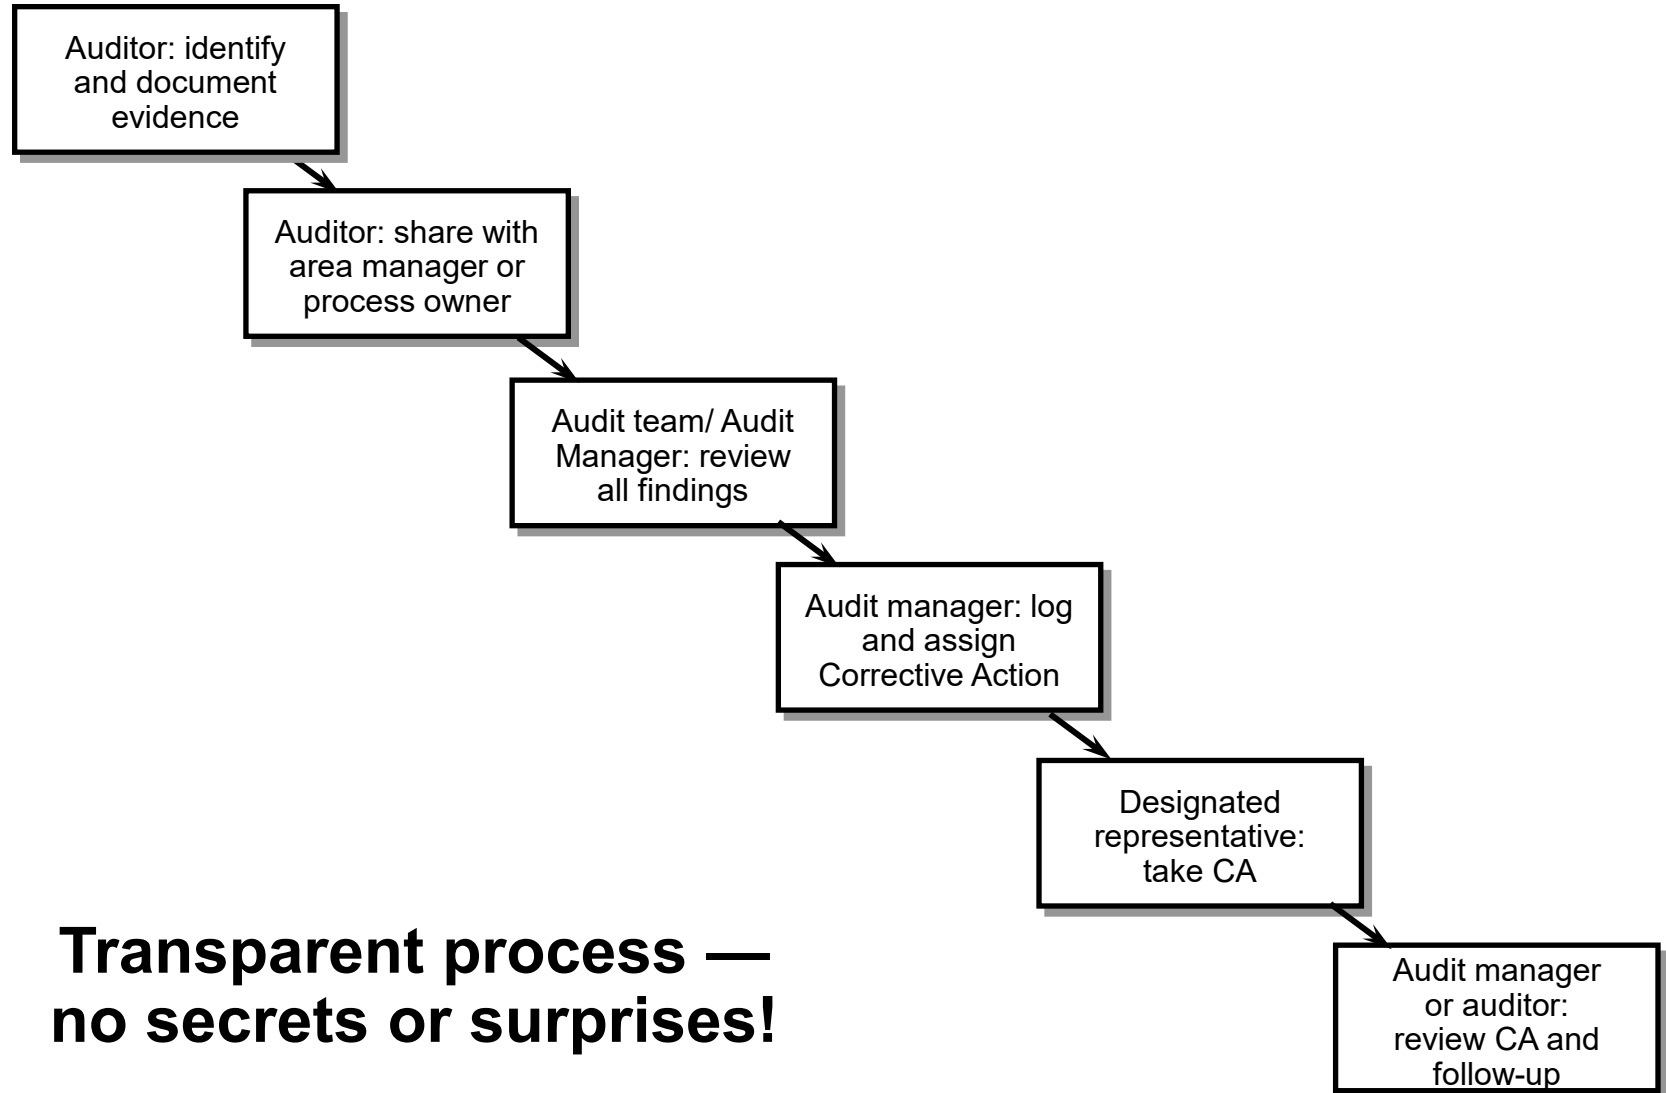 Auditor: identify
and document
evidence
Auditor: share with
area manager or
process owner
Audit team/ Audit
Manager: review
all findings
Audit manager: log
and assign
Corrective Action
Designated
representative:
take CA
Audit manager
or auditor:
review CA and
follow-up
Transparent process —
no secrets or surprises!